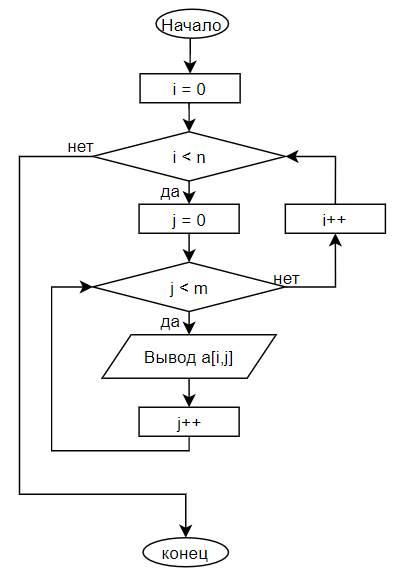 Начало
i = 0
нет
i < n
да
j = 0
i++
j < m
нет
да
Вывод a[i,j]
j++
конец